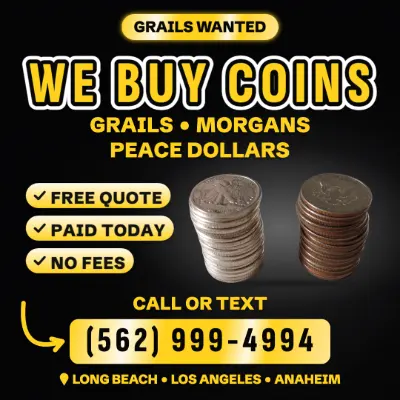 GRAILS WANTED
WE BUY COINS
GRAILS • MORGANS
PEACE DOLLARS
✓ FREE QUOTE
✓ PAID TODAY
✓ NO FEES
CALL OR TEXT
(562) 999-4994
LONG BEACH • LOS ANGELES • ANAHEIM